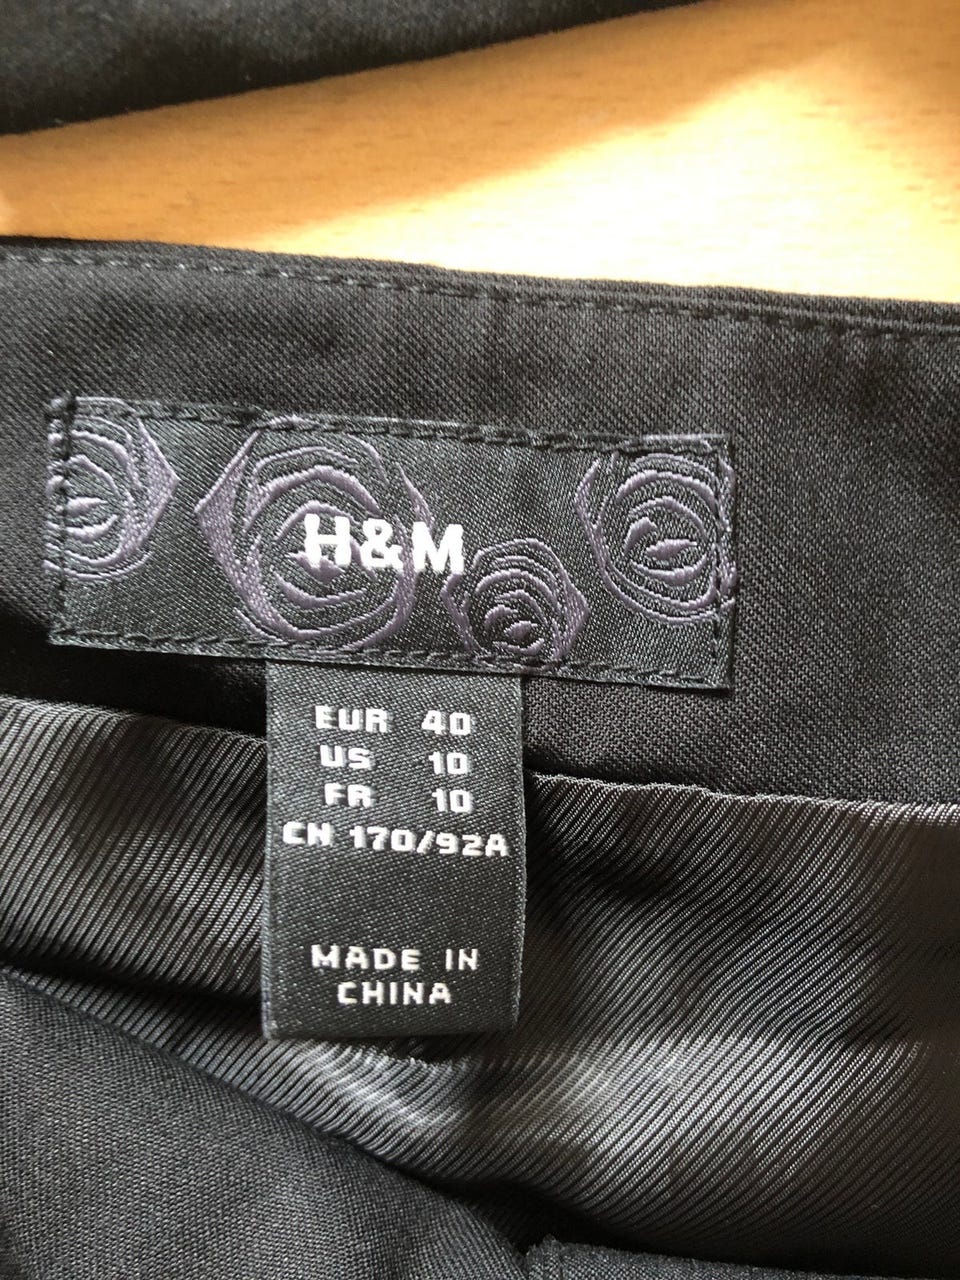 H&M
EUR 40
US 10
FR 10
CN 170/92A
MADE IN
CHINA